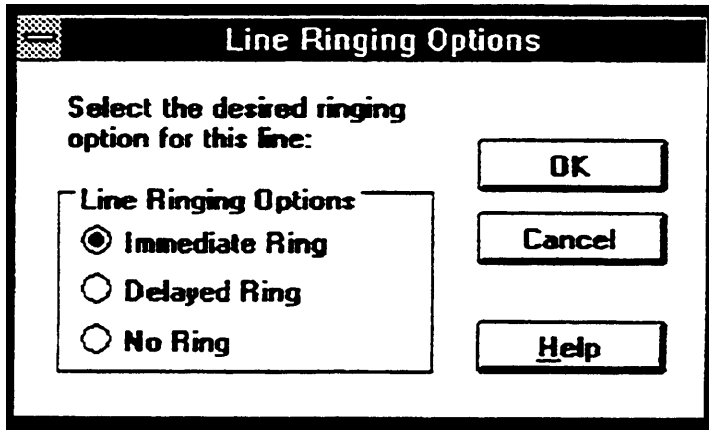 Line Ringing Options
Select the desired ringing
option for this line:
Line Ringing Options
Immediate Ring
Delayed Ring
No Ring
OK
Cancel
Help